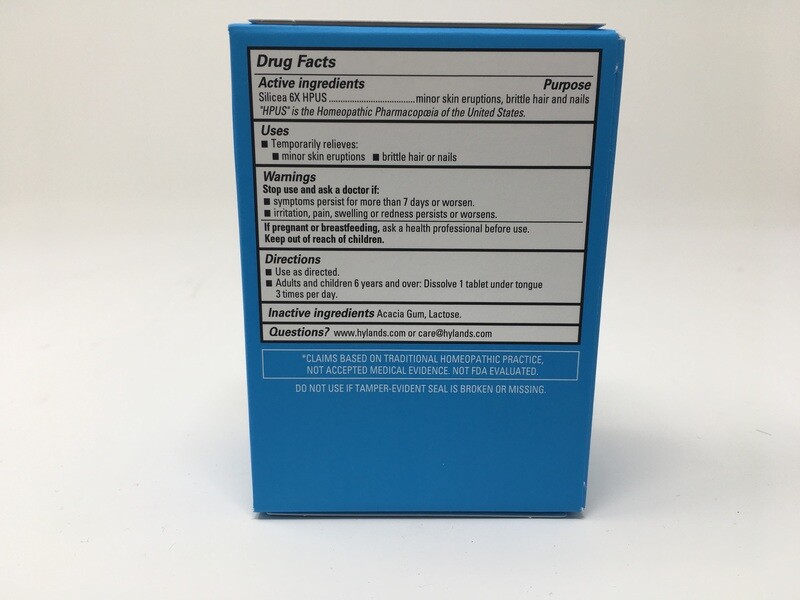 Drug Facts
Active ingredients Purpose
Silicea 6X HPUS ..................................... minor skin eruptions, brittle hair and nails
"HPUS" is the Homeopathic Pharmacopœia of the United States.
Uses
■ Temporarily relieves:
■ minor skin eruptions ■ brittle hair or nails
Warnings
Stop use and ask a doctor if:
■ symptoms persist for more than 7 days or worsen.
■ irritation, pain, swelling or redness persists or worsens.
If pregnant or breastfeeding, ask a health professional before use.
Keep out of reach of children.
Directions
■ Use as directed.
■ Adults and children 6 years and over: Dissolve 1 tablet under tongue
3 times per day.
Inactive ingredients Acacia Gum, Lactose.
Questions? www.hylands.com or care@hylands.com
*CLAIMS BASED ON TRADITIONAL HOMEOPATHIC PRACTICE,
NOT ACCEPTED MEDICAL EVIDENCE. NOT FDA EVALUATED.
DO NOT USE IF TAMPER-EVIDENT SEAL IS BROKEN OR MISSING.